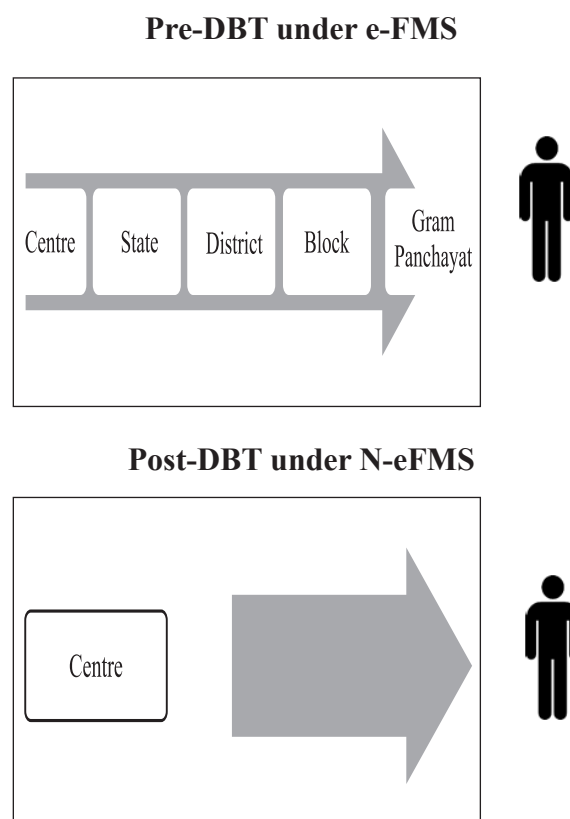 Pre-DBT under e-FMS
Centre
State
District
Block
Gram
Panchayat
Post-DBT under N-eFMS
Centre